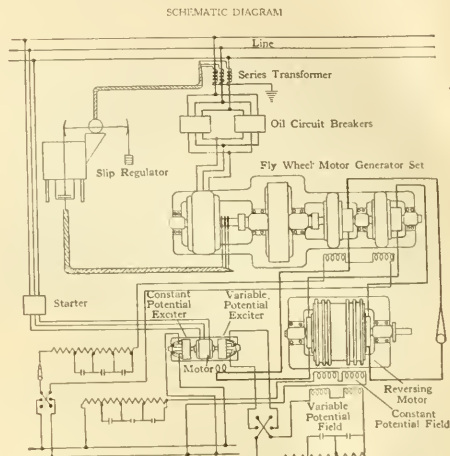 SCHEMATIC DIAGRAM
Line
Series Transformer
Oil Circuit Breakers
Fly Wheel Motor Generator Set
Slip Regulator
Starter
Constant
Potential
Exciter
Variable
Potential
Exciter
Motor
Reversing
Motor
Variable
Potential
Field
Constant
Potential Field